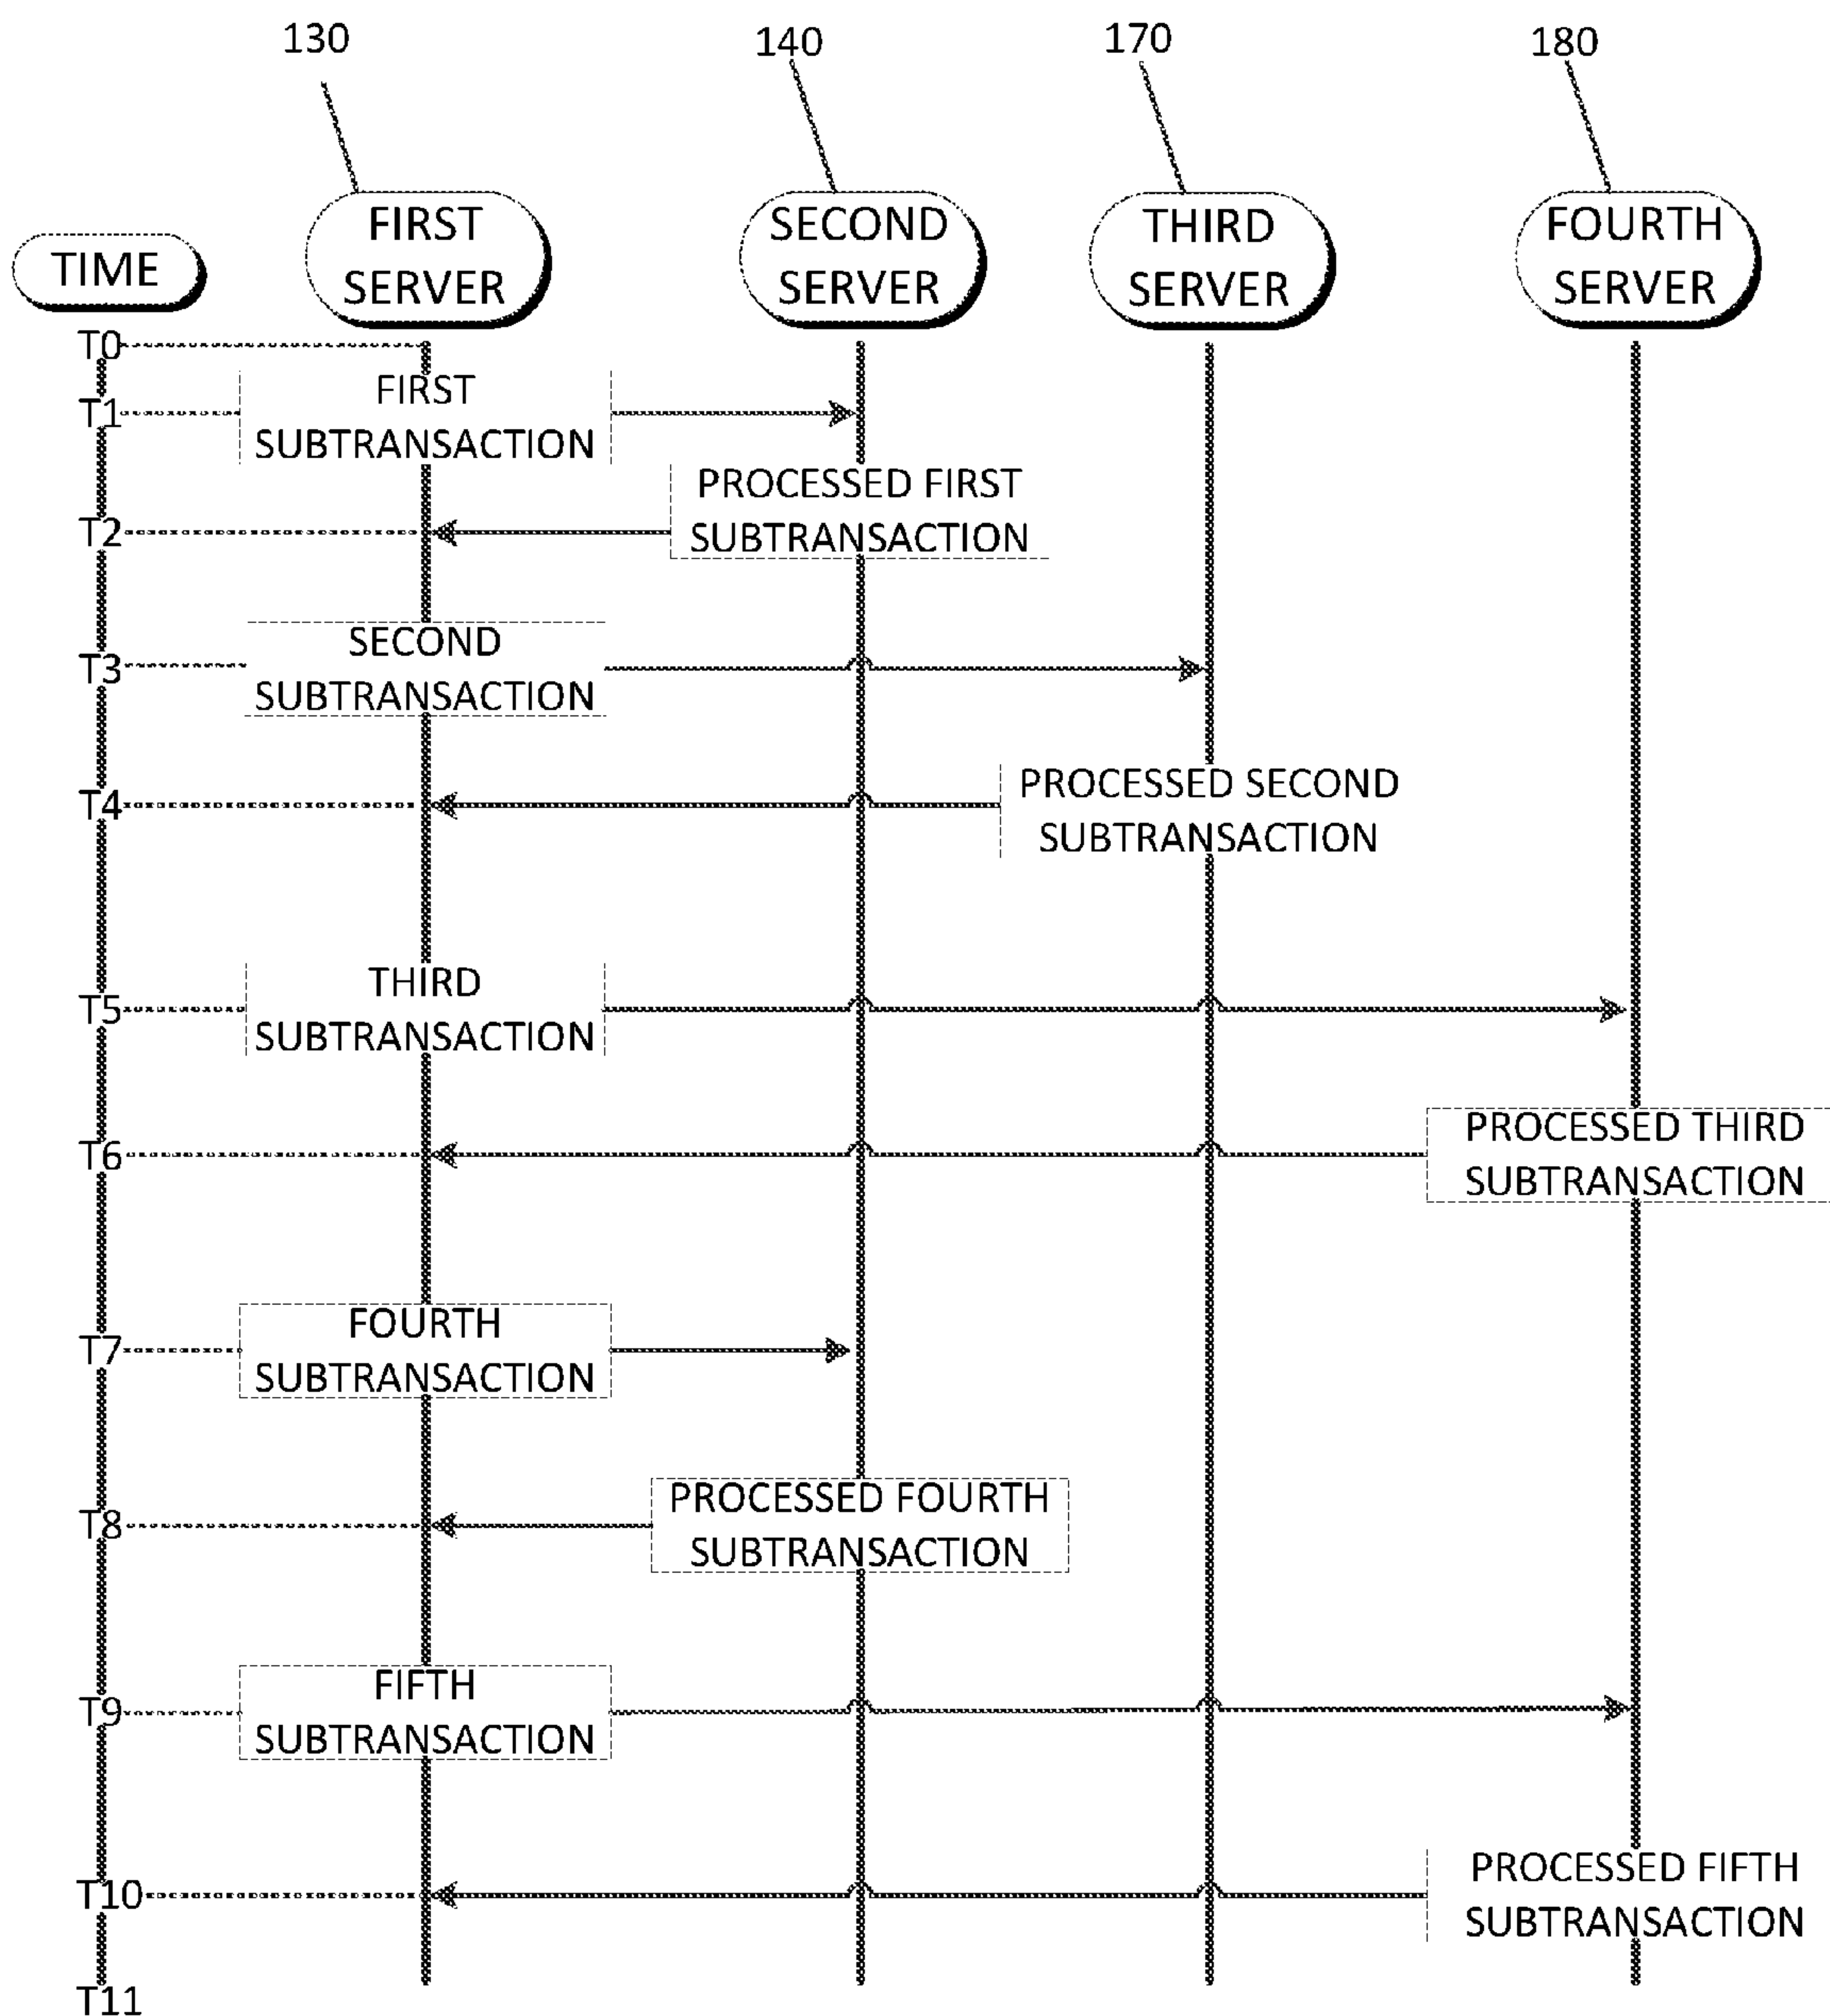 130
140
170
180
TIME
FIRST
SERVER
SECOND
SERVER
THIRD
SERVER
FOURTH
SERVER
T0
T1
FIRST
SUBTRANSACTION
PROCESSED FIRST
SUBTRANSACTION
T2
T3
SECOND
SUBTRANSACTION
T4
PROCESSED SECOND
SUBTRANSACTION
T5
THIRD
SUBTRANSACTION
T6
PROCESSED THIRD
SUBTRANSACTION
T7
FOURTH
SUBTRANSACTION
T8
PROCESSED FOURTH
SUBTRANSACTION
T9
FIFTH
SUBTRANSACTION
T10
PROCESSED FIFTH
SUBTRANSACTION
T11